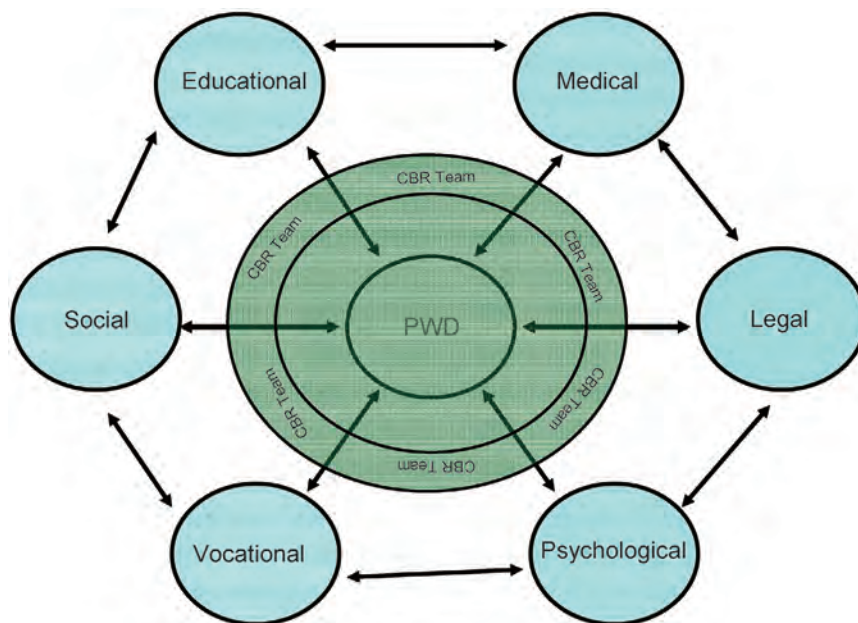 Educational
Medical
CBR Team
CBR Team
CBR Team
Social
PWD
Legal
CBR Team
CBR Team
CBR Team
Vocational
Psychological